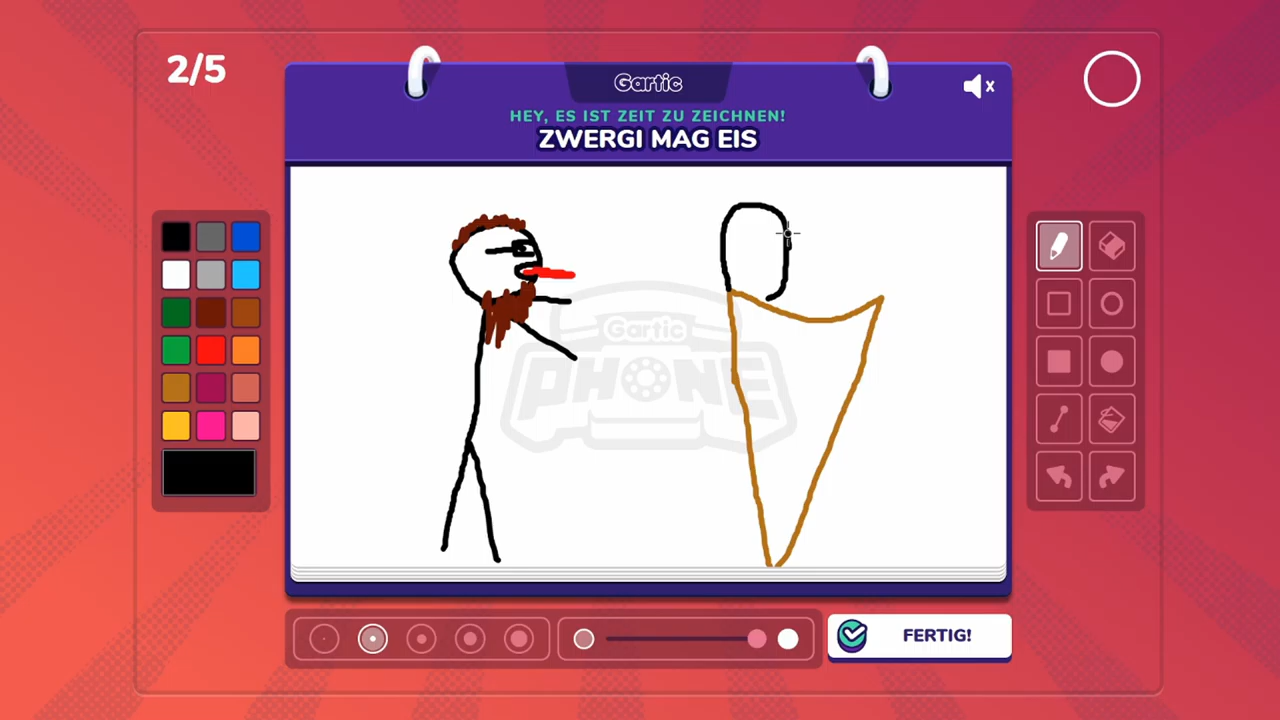 2/5
Gartic
HEY, ES IST ZEIT ZU ZEICHNEN!
ZWERGI MAG EIS
Gartic
PHONE
FERTIG!